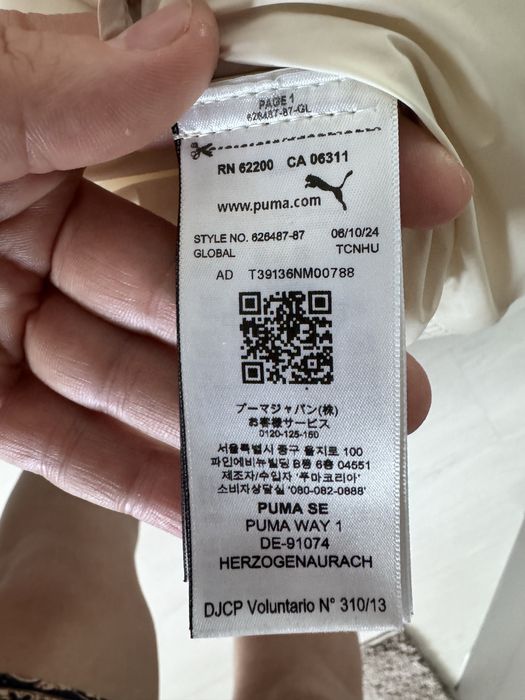 PAGE 1
626487-87-GL
RN 62200 CA 06311
www.puma.com
STYLE NO. 626487-87 06/10/24
GLOBAL TCNHU
AD T39136NM00788
プーマジャパン(株)
お客様サービス
0120-125-150
서울특별시 중구 을지로 100
파인에비뉴빌딩 B동 6층 04551
제조자/수입자 '푸마코리아'
소비자상담실 '080-082-0888'
PUMA SE
PUMA WAY 1
DE-91074
HERZOGENAURACH
DJCP Voluntario N° 310/13